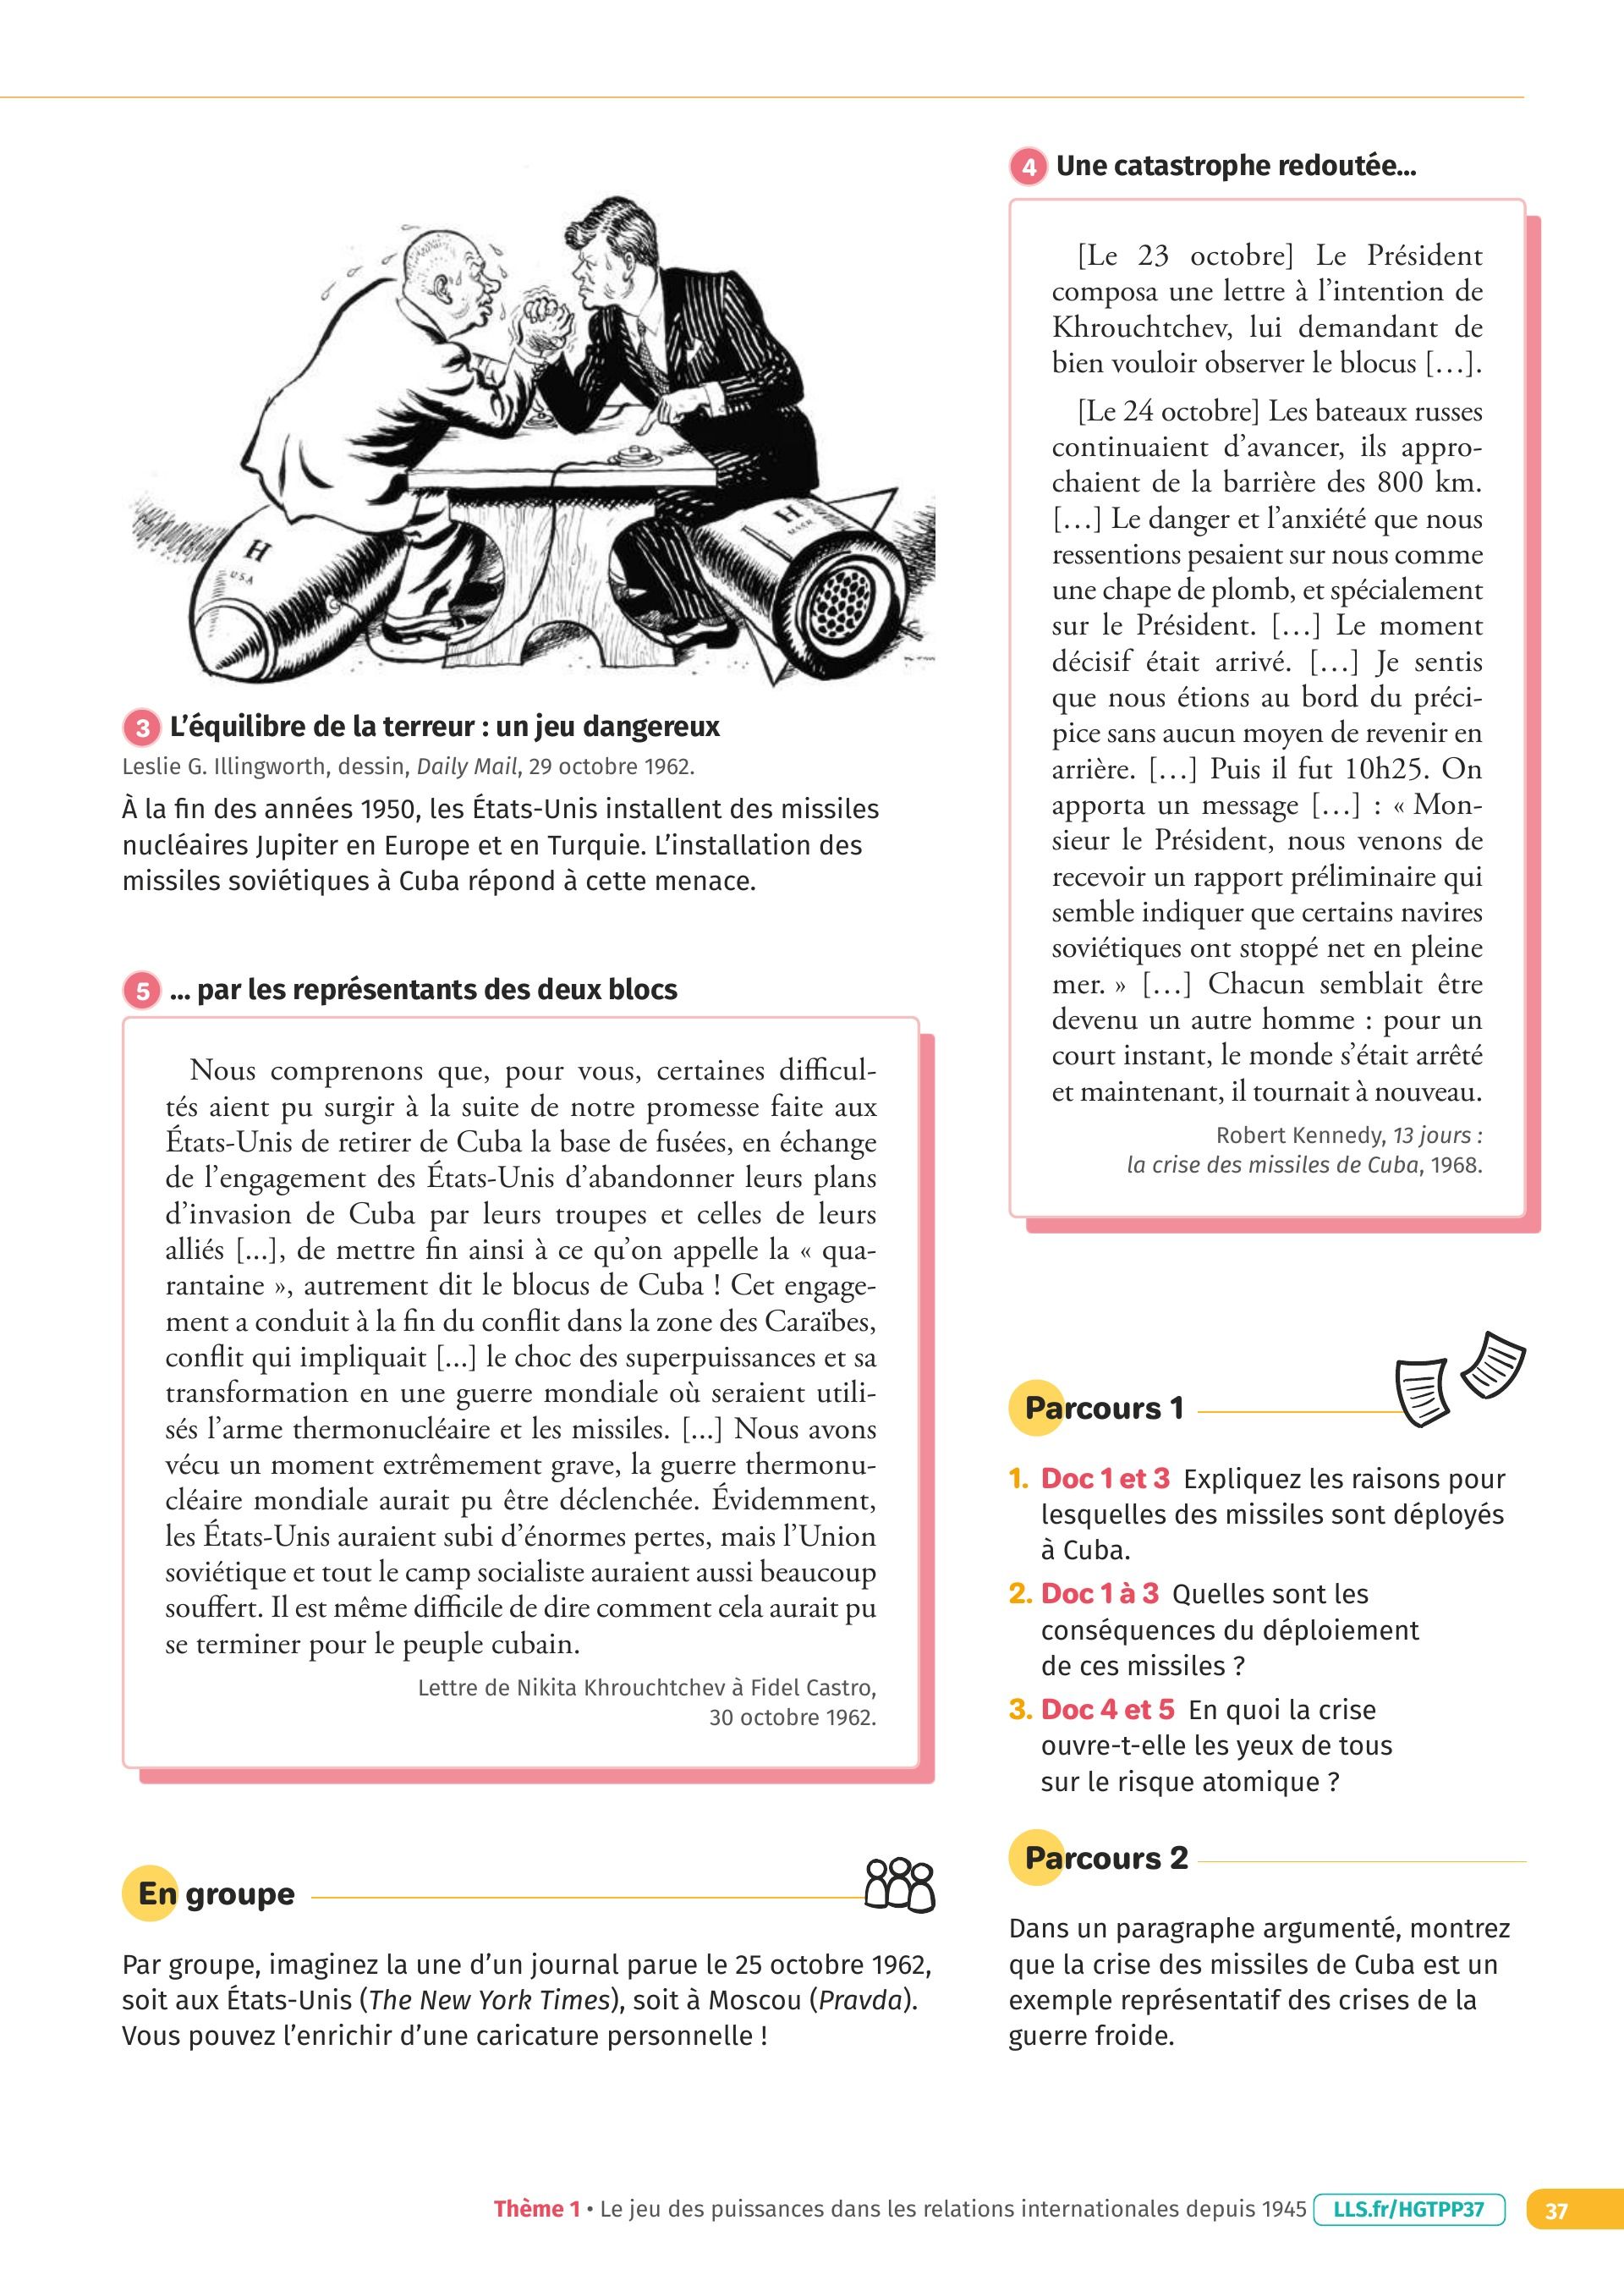 H
USA
H
3 L'équilibre de la terreur : un jeu dangereux
Leslie G. Illingworth, dessin, Daily Mail, 29 octobre 1962.
À la fin des années 1950, les États-Unis installent des missiles
nucléaires Jupiter en Europe et en Turquie. L'installation des
missiles soviétiques à Cuba répond à cette menace.
4 Une catastrophe redoutée...
[Le 23 octobre] Le Président
composa une lettre à l'intention de
Khrouchtchev, lui demandant de
bien vouloir observer le blocus [...].
[Le 24 octobre] Les bateaux russes
continuaient d'avancer, ils appro-
chaient de la barrière des 800 km.
[...] Le danger et l'anxiété que nous
ressentions pesaient sur nous comme
une chape de plomb, et spécialement
sur le Président. [...] Le moment
décisif était arrivé. [...] Je sentis
que nous étions au bord du préci-
pice sans aucun moyen de revenir en
arrière. [...] Puis il fut 10h25. On
apporta un message [...] : « Mon-
sieur le Président, nous venons de
recevoir un rapport préliminaire qui
semble indiquer que certains navires
soviétiques ont stoppé net en pleine
mer. » [...] Chacun semblait être
devenu un autre homme : pour un
court instant, le monde s'était arrêté
et maintenant, il tournait à nouveau.
Robert Kennedy, 13 jours :
la crise des missiles de Cuba, 1968.
5 ... par les représentants des deux blocs
Nous comprenons que, pour vous, certaines difficul-
tés aient pu surgir à la suite de notre promesse faite aux
États-Unis de retirer de Cuba la base de fusées, en échange
de l'engagement des États-Unis d'abandonner leurs plans
d'invasion de Cuba par leurs troupes et celles de leurs
alliés [...], de mettre fin ainsi à ce qu'on appelle la « qua-
rantaine », autrement dit le blocus de Cuba ! Cet engage-
ment a conduit à la fin du conflit dans la zone des Caraïbes,
conflit qui impliquait [...] le choc des superpuissances et sa
transformation en une guerre mondiale où seraient utili-
sés l'arme thermonucléaire et les missiles. [...] Nous avons
vécu un moment extrêmement grave, la guerre thermonu-
cléaire mondiale aurait pu être déclenchée. Évidemment,
les États-Unis auraient subi d'énormes pertes, mais l'Union
soviétique et tout le camp socialiste auraient aussi beaucoup
souffert. Il est même difficile de dire comment cela aurait pu
se terminer pour le peuple cubain.
Lettre de Nikita Khrouchtchev à Fidel Castro,
30 octobre 1962.
En groupe
Par groupe, imaginez la une d'un journal parue le 25 octobre 1962,
soit aux États-Unis (The New York Times), soit à Moscou (Pravda).
Vous pouvez l'enrichir d'une caricature personnelle !
Parcours 1
1. Doc 1 et 3 Expliquez les raisons pour
lesquelles des missiles sont déployés
à Cuba.
2. Doc 1 à 3 Quelles sont les
conséquences du déploiement
de ces missiles ?
3. Doc 4 et 5 En quoi la crise
ouvre-t-elle les yeux de tous
sur le risque atomique ?
Parcours 2
Dans un paragraphe argumenté, montrez
que la crise des missiles de Cuba est un
exemple représentatif des crises de la
guerre froide.
Thème 1 • Le jeu des puissances dans les relations internationales depuis 1945 LLS.fr/HGTPP37 37